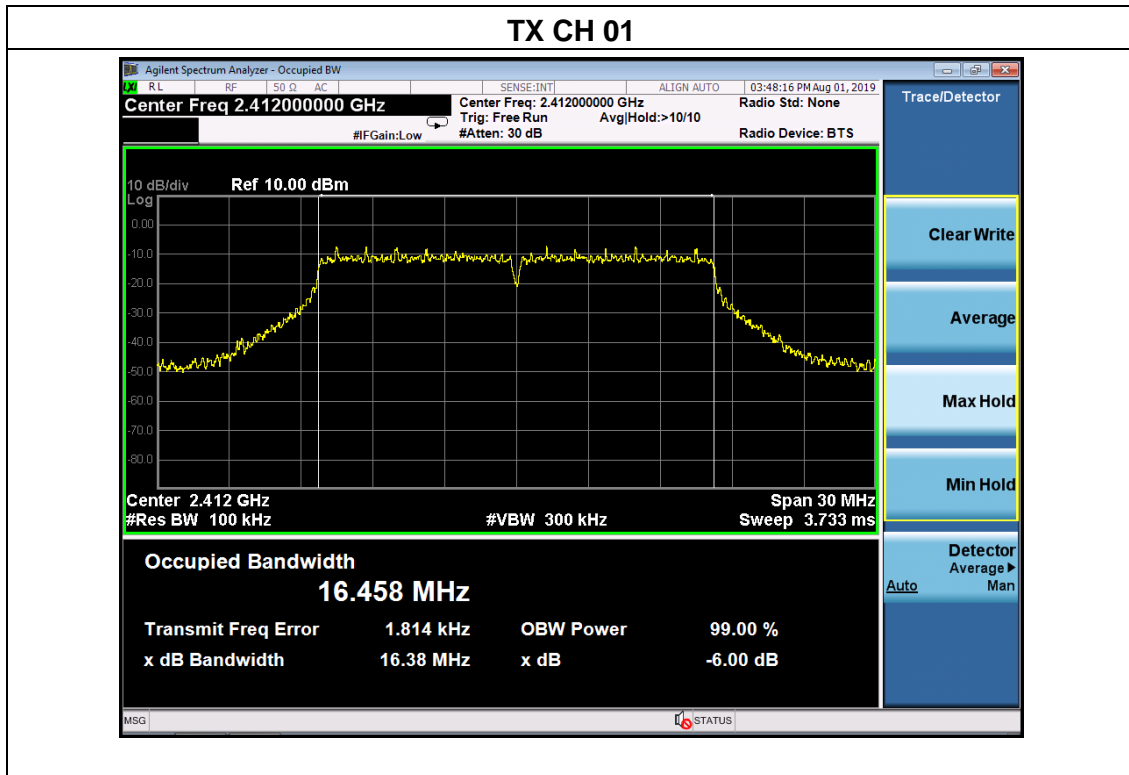 TX CH 01
Agilent Spectrum Analyzer - Occupied BW
LXI RL RF 50 Ω AC SENSE:INT ALIGN AUTO 03:48:16 PM Aug 01, 2019
Center Freq 2.412000000 GHz
#IFGain:Low
Center Freq: 2.412000000 GHz
Trig: Free Run Avg|Hold:>10/10
#Atten: 30 dB
Radio Std: None
Radio Device: BTS
10 dB/div Ref 10.00 dBm
Log
0.00
-10.0
-20.0
-30.0
-40.0
-50.0
-60.0
-70.0
-80.0
Center 2.412 GHz Span 30 MHz
#Res BW 100 kHz #VBW 300 kHz Sweep 3.733 ms
Occupied Bandwidth
16.458 MHz
Transmit Freq Error 1.814 kHz OBW Power 99.00 %
x dB Bandwidth 16.38 MHz x dB -6.00 dB
Trace/Detector
Clear Write
Average
Max Hold
Min Hold
Detector
Average
Auto Man
MSG STATUS